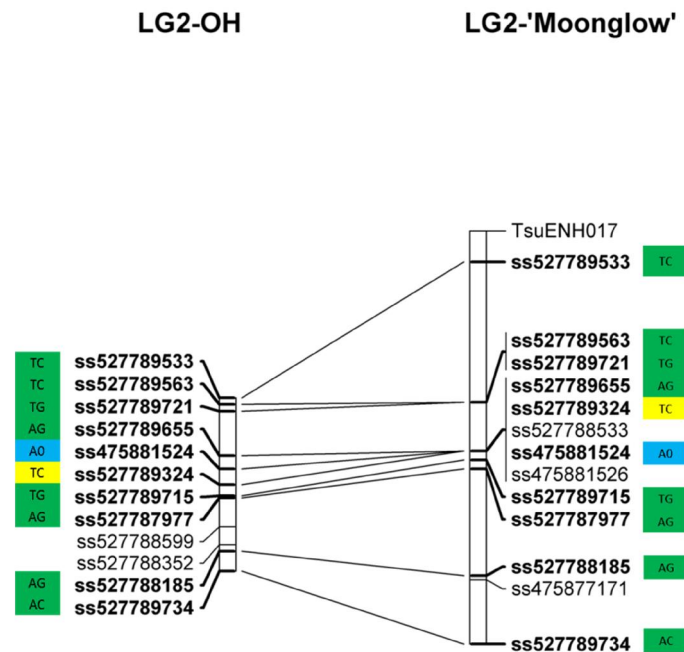 LG2-OH
LG2-'Moonglow'
TC ss527789533
TC ss527789563
TG ss527789721
AG ss527789655
A0 ss475881524
TC ss527789324
TG ss527789715
AG ss527787977
ss527788599
ss527788352
AG ss527788185
AC ss527789734
TsuENH017
ss527789533 TC
ss527789563 TC
ss527789721 TG
ss527789655 AG
ss527789324 TC
ss527788533
ss475881524 A0
ss475881526
ss527789715 TG
ss527787977 AG
ss527788185 AG
ss475877171
ss527789734 AC